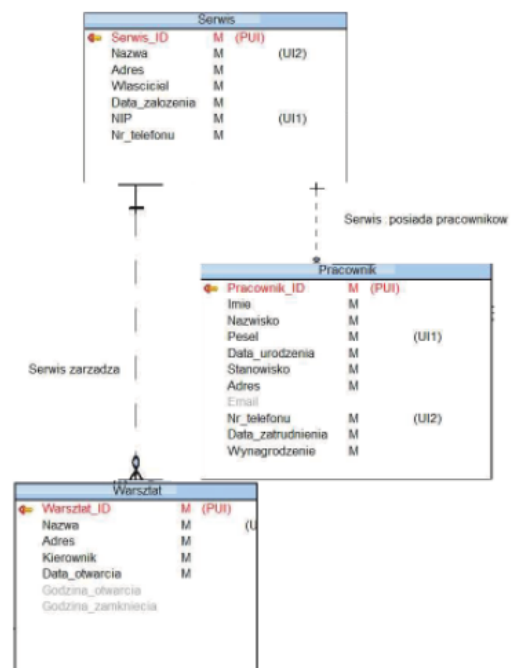 Serwis
Serwis_ID M (PUI)
Nazwa M (UI2)
Adres M
Wlasciciel M
Data_zalozenia M
NIP M (UI1)
Nr_telefonu M
Serwis posiada pracownikow
Pracownik
Pracownik_ID M (PUI)
Imie M
Nazwisko M
Pesel M (UI1)
Data_urodzenia M
Stanowisko M
Adres M
Email
Nr_telefonu M (UI2)
Data_zatrudnienia M
Wynagrodzenie M
Serwis zarzadza
Warsztat
Warsztat_ID M (PUI)
Nazwa M (U
Adres M
Kierownik M
Data_otwarcia M
Godzina_otwarcia
Godzina_zamkniecia